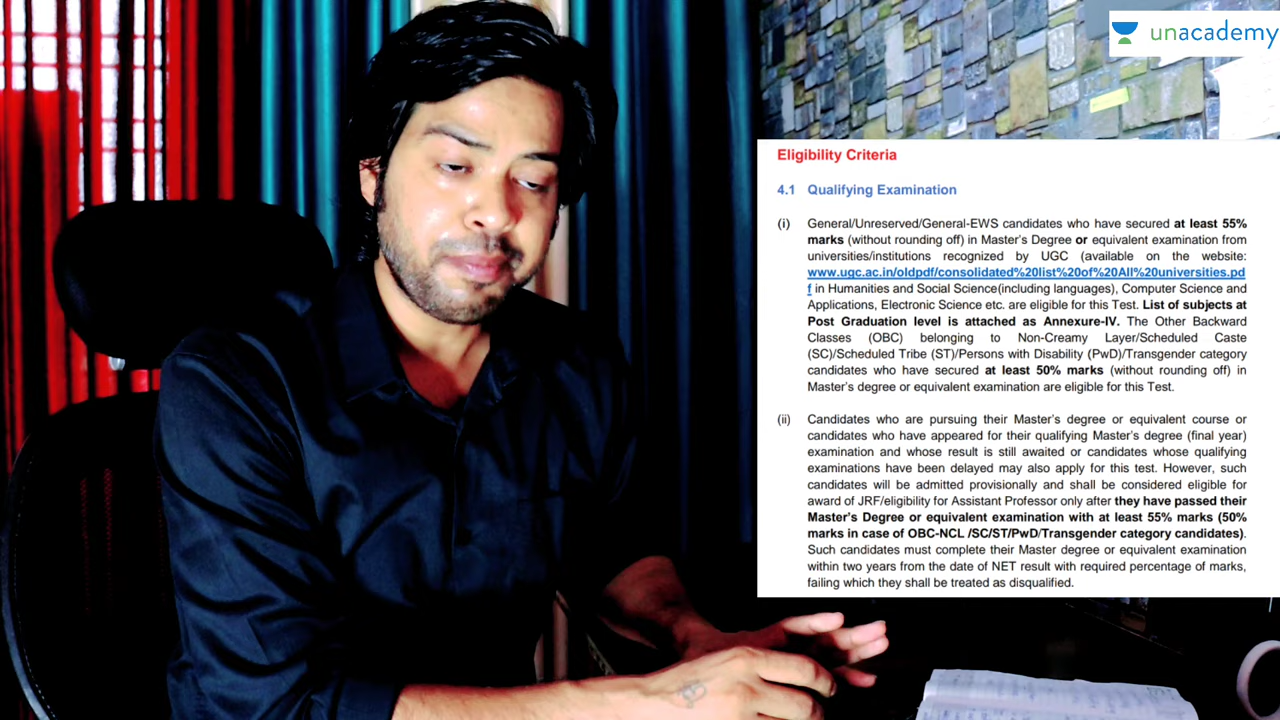 unacademy
Eligibility Criteria
4.1 Qualifying Examination
(i) General/Unreserved/General-EWS candidates who have secured at least 55%
marks (without rounding off) in Master's Degree or equivalent examination from
universities/institutions recognized by UGC (available on the website:
www.ugc.ac.in/oldpdf/consolidated%20list%20of%20All%20universities.pd
f in Humanities and Social Science(including languages), Computer Science and
Applications, Electronic Science etc. are eligible for this Test. List of subjects at
Post Graduation level is attached as Annexure-IV. The Other Backward
Classes (OBC) belonging to Non-Creamy Layer/Scheduled Caste
(SC)/Scheduled Tribe (ST)/Persons with Disability (PwD)/Transgender category
candidates who have secured at least 50% marks (without rounding off) in
Master's degree or equivalent examination are eligible for this Test.
(ii) Candidates who are pursuing their Master's degree or equivalent course or
candidates who have appeared for their qualifying Master's degree (final year)
examination and whose result is still awaited or candidates whose qualifying
examinations have been delayed may also apply for this test. However, such
candidates will be admitted provisionally and shall be considered eligible for
award of JRF/eligibility for Assistant Professor only after they have passed their
Master's Degree or equivalent examination with at least 55% marks (50%
marks in case of OBC-NCL /SC/ST/PwD/Transgender category candidates).
Such candidates must complete their Master degree or equivalent examination
within two years from the date of NET result with required percentage of marks,
failing which they shall be treated as disqualified.